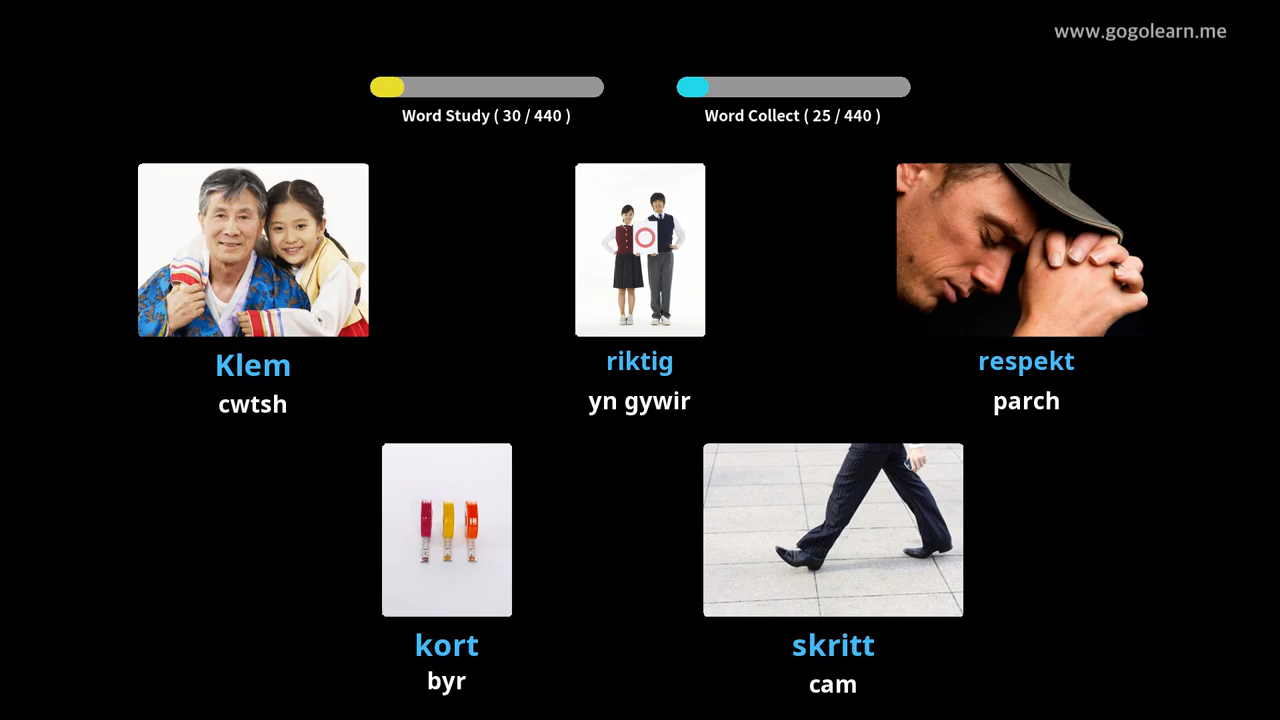 www.gogolearn.me
Word Study ( 30 / 440 )
Word Collect ( 25 / 440 )
Klem
cwtsh
riktig
yn gywir
respekt
parch
kort
byr
skritt
cam